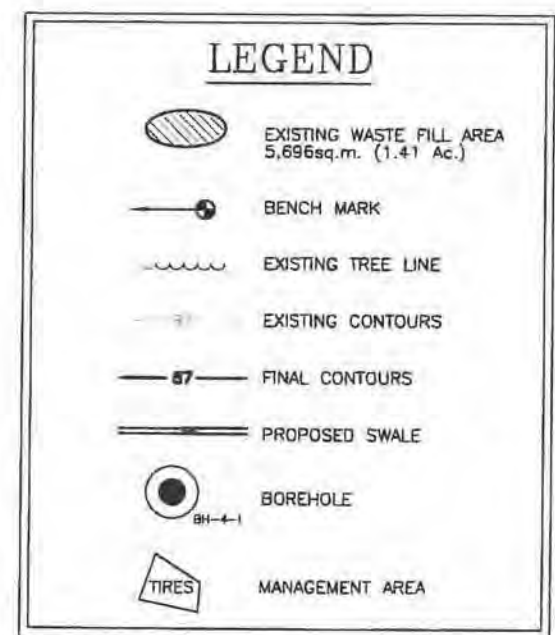 LEGEND
EXISTING WASTE FILL AREA
5,696sq.m. (1.41 Ac.)
BENCH MARK
EXISTING TREE LINE
EXISTING CONTOURS
87 FINAL CONTOURS
PROPOSED SWALE
BH-4-1 BOREHOLE
TIRES MANAGEMENT AREA